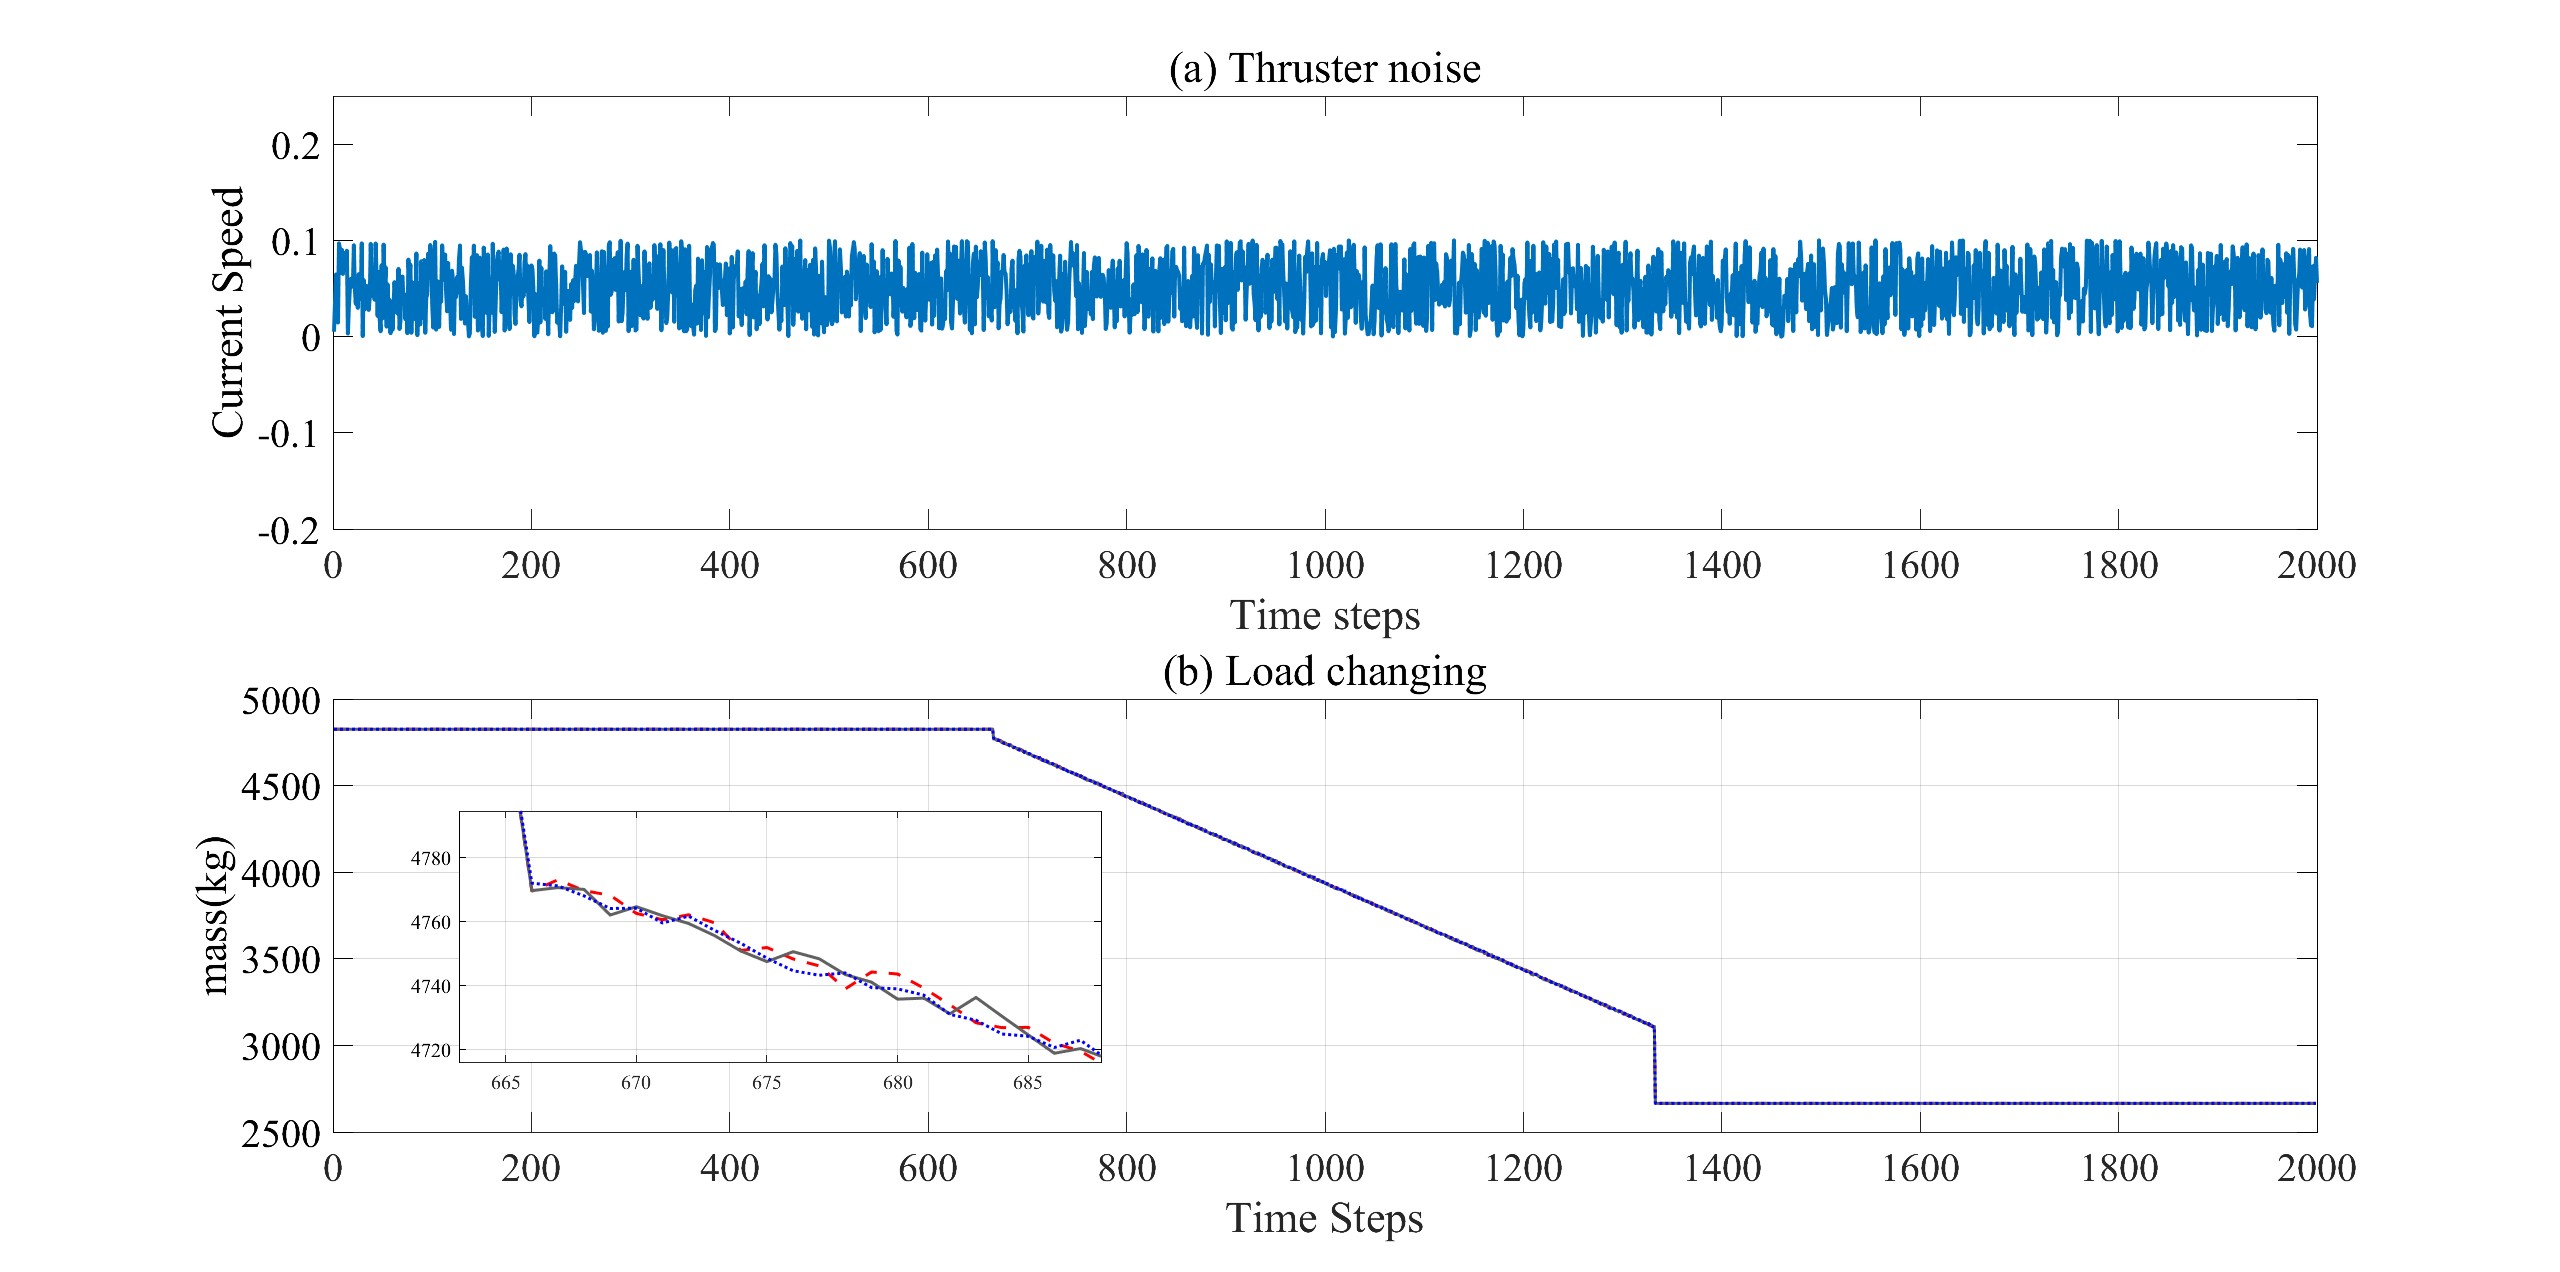 (a) Thruster noise
0.2
0.1
0
-0.1
-0.2
Current Speed
0 200 400 600 800 1000 1200 1400 1600 1800 2000
Time steps
(b) Load changing
5000
4500
4000
3500
3000
2500
mass(kg)
4780
4760
4740
4720
665 670 675 680 685
0 200 400 600 800 1000 1200 1400 1600 1800 2000
Time Steps